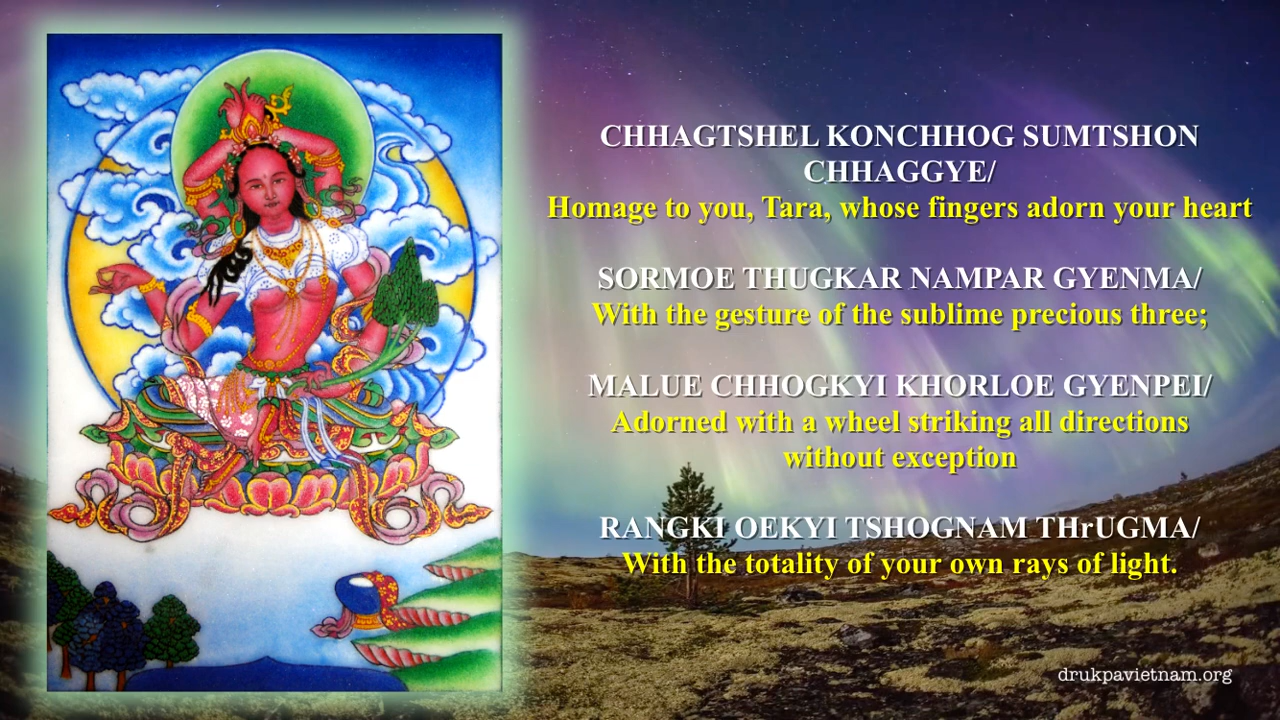 CHHAGTSHEL KONCHHOG SUMTSHON
CHHAGGYE/
Homage to you, Tara, whose fingers adorn your heart
SORMOE THUGKAR NAMPAR GYENMA/
With the gesture of the sublime precious three;
MALUE CHHOGKYI KHORLOE GYENPEI/
Adorned with a wheel striking all directions
without exception
RANGKI OEKYI TSHOGNAM THrUGMA/
With the totality of your own rays of light.
drukpavietnam.org